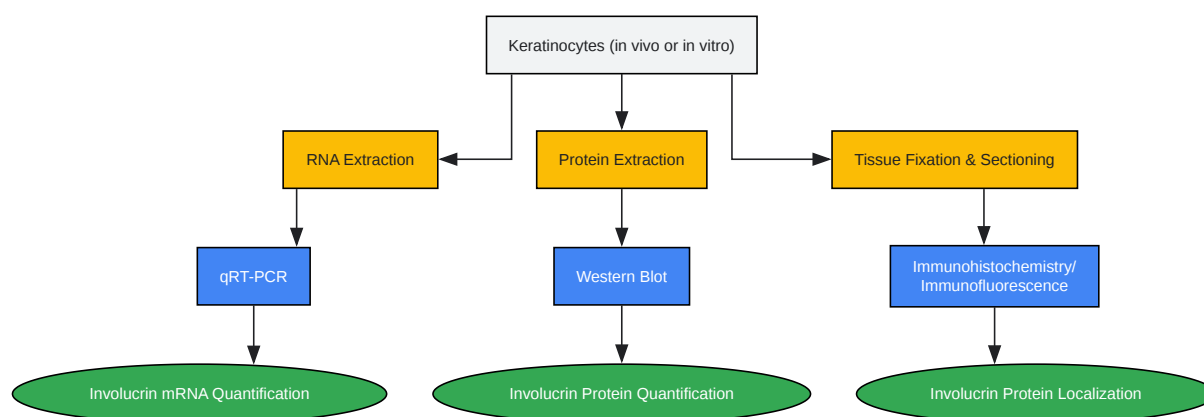 Keratinocytes (in vivo or in vitro)
RNA Extraction
Protein Extraction
Tissue Fixation & Sectioning
qRT-PCR
Western Blot
Immunohistochemistry/
Immunofluorescence
Involucrin mRNA Quantification
Involucrin Protein Quantification
Involucrin Protein Localization